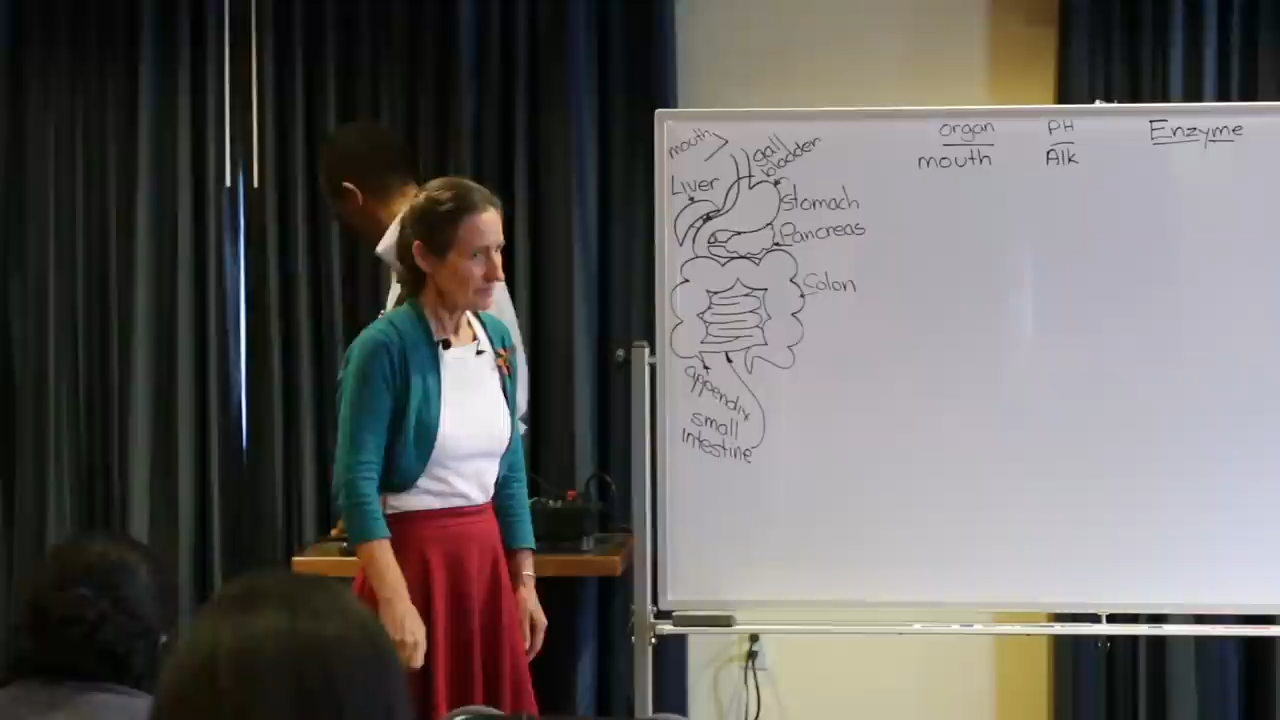 mouth
gall
bladder
Liver
Stomach
Pancreas
Colon
appendix
small
intestine
organ PH Enzyme
mouth Alk